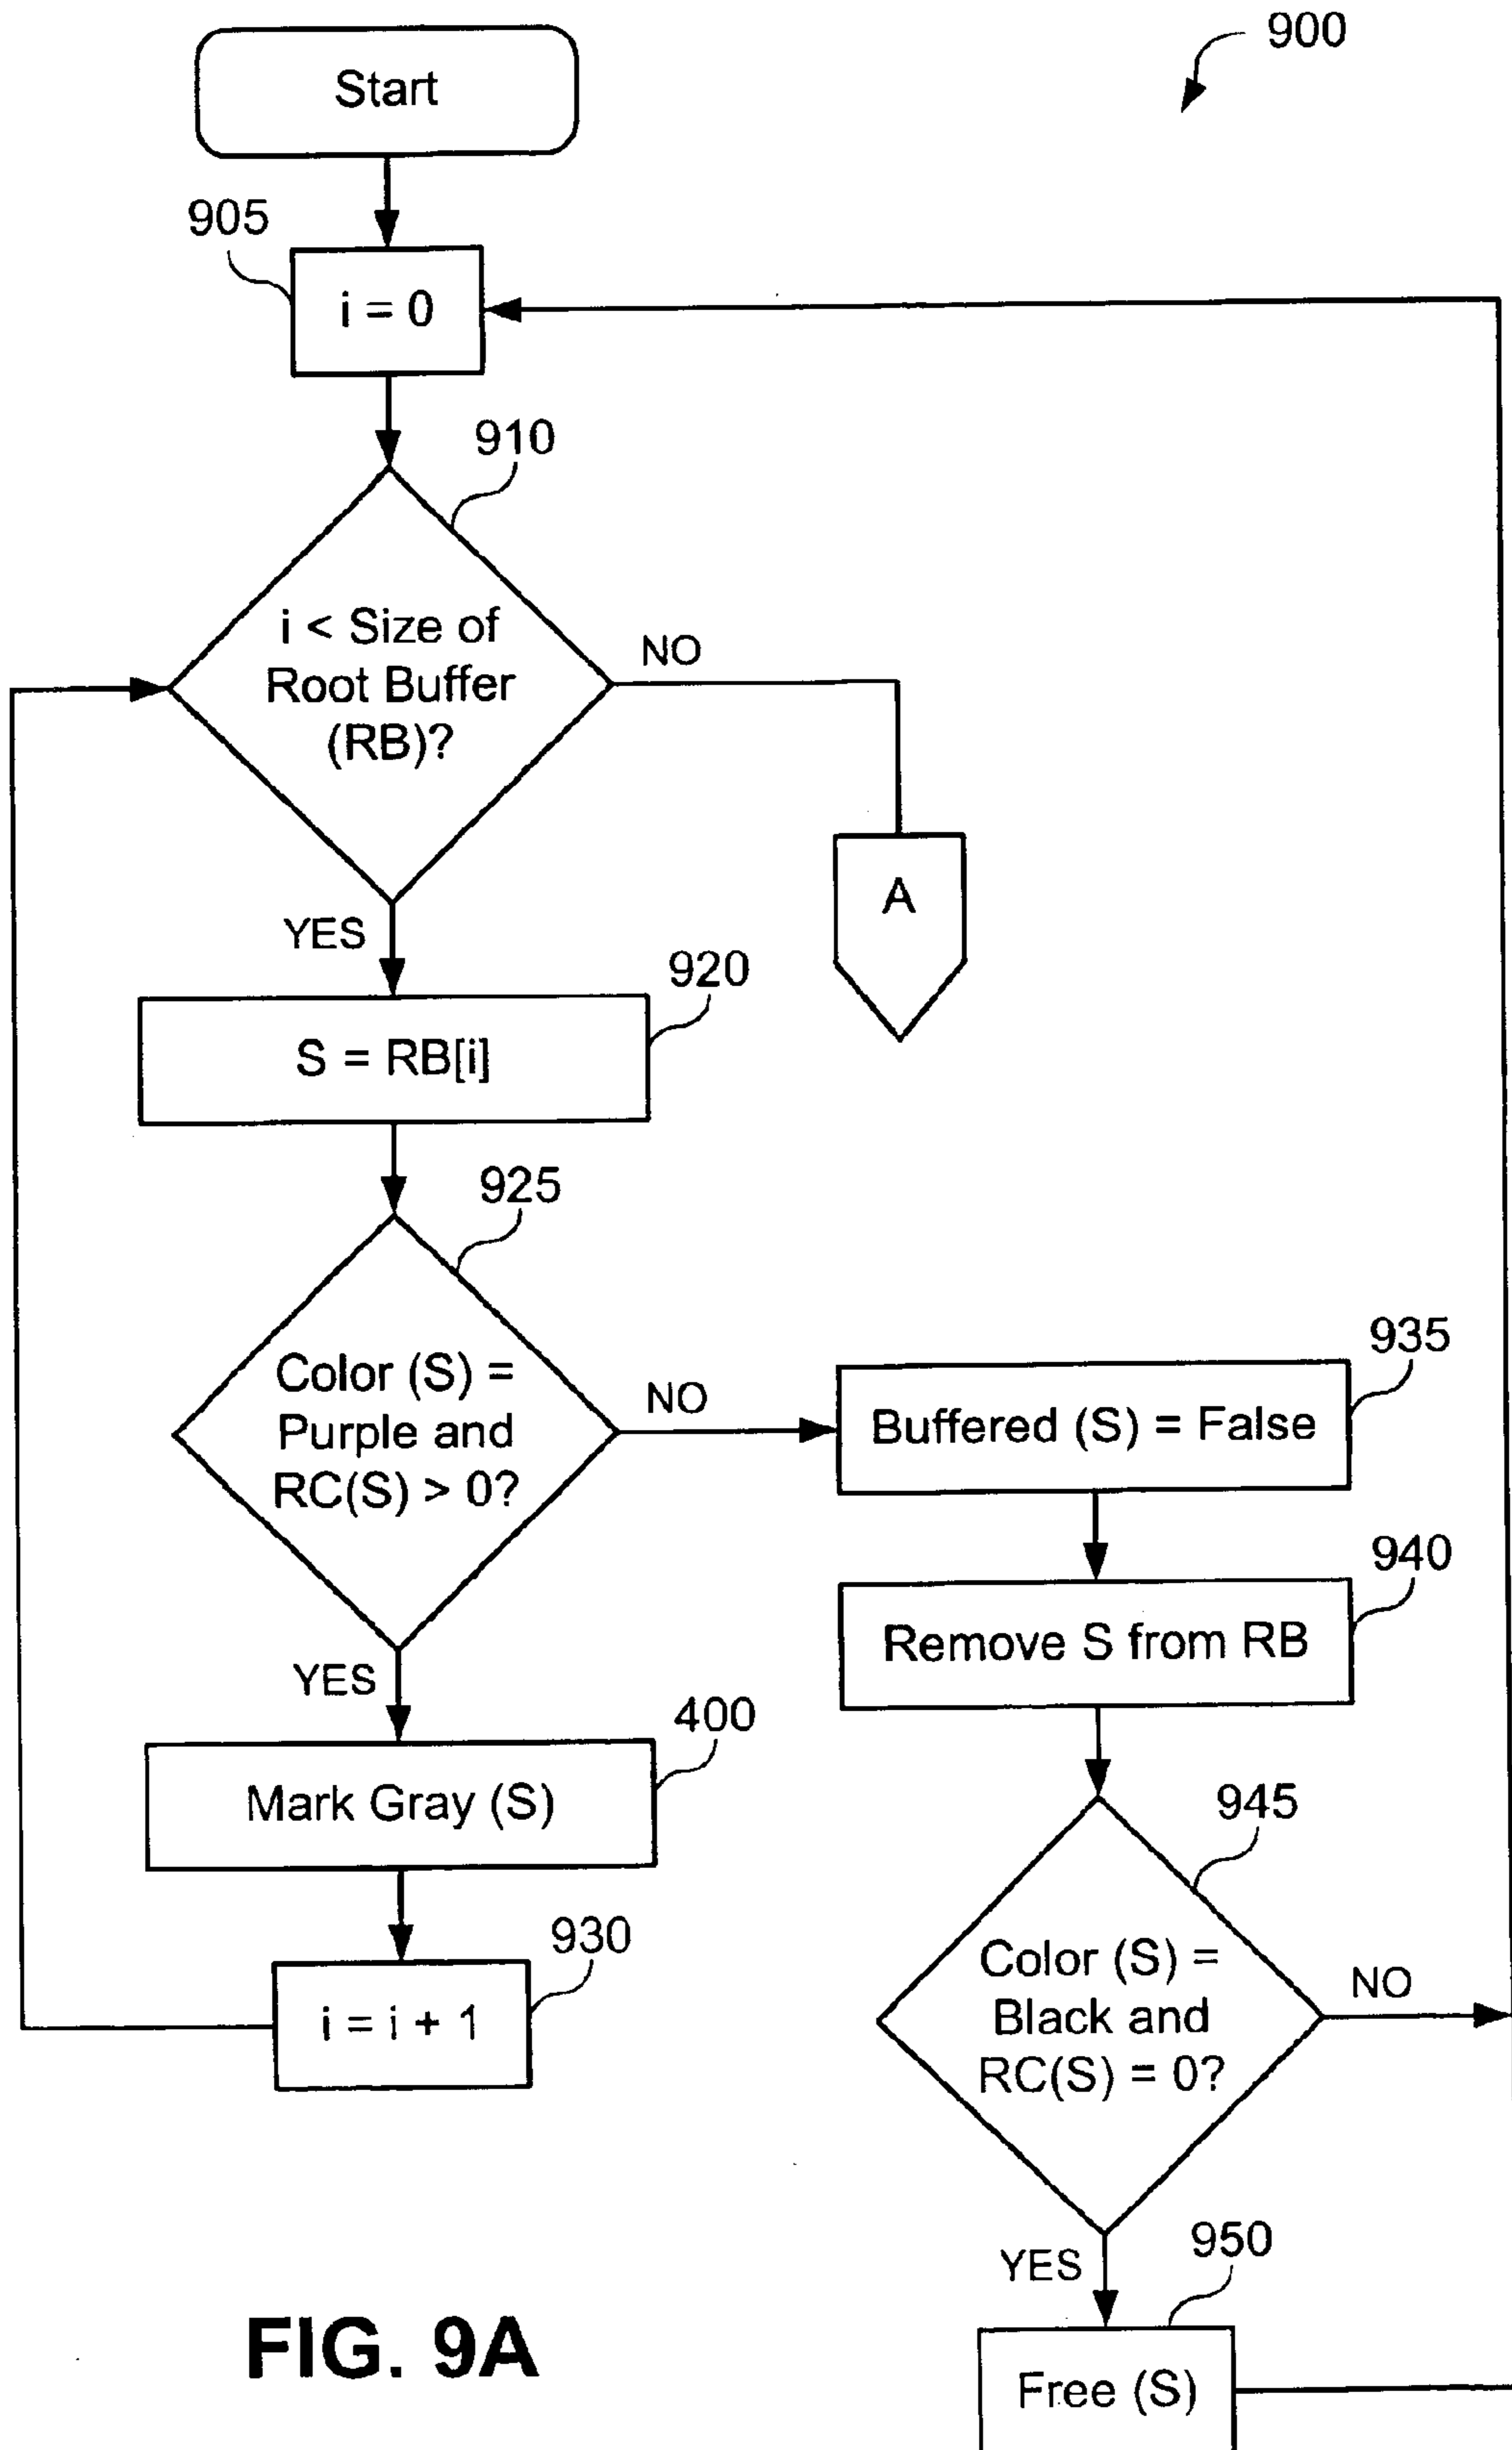 900
Start
905
i = 0
910
i < Size of
Root Buffer
(RB)?
NO
A
YES
920
S = RB[i]
925
Color (S) =
Purple and
RC(S) > 0?
NO
935
Buffered (S) = False
940
Remove S from RB
YES
400
Mark Gray (S)
945
930
i = i + 1
Color (S) =
Black and
RC(S) = 0?
NO
YES
950
Free (S)
FIG. 9A